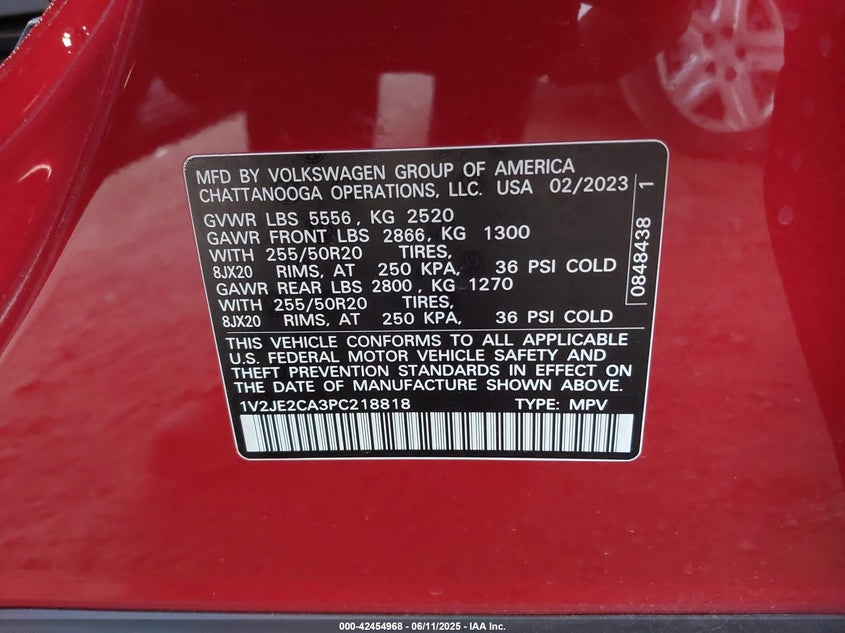 MFD BY VOLKSWAGEN GROUP OF AMERICA
CHATTANOOGA OPERATIONS, LLC. USA 02/2023
GVWR LBS 5556, KG 2520
GAWR FRONT LBS 2866, KG 1300
WITH 255/50R20 TIRES,
8JX20 RIMS, AT 250 KPA, 36 PSI COLD
GAWR REAR LBS 2800, KG 1270
WITH 255/50R20 TIRES,
8JX20 RIMS, AT 250 KPA, 36 PSI COLD
THIS VEHICLE CONFORMS TO ALL APPLICABLE
U.S. FEDERAL MOTOR VEHICLE SAFETY AND
THEFT PREVENTION STANDARDS IN EFFECT ON
THE DATE OF MANUFACTURE SHOWN ABOVE.
1V2JE2CA3PC218818 TYPE: MPV
0848438 1
000-42454968 - 06/11/2025 - IAA Inc.